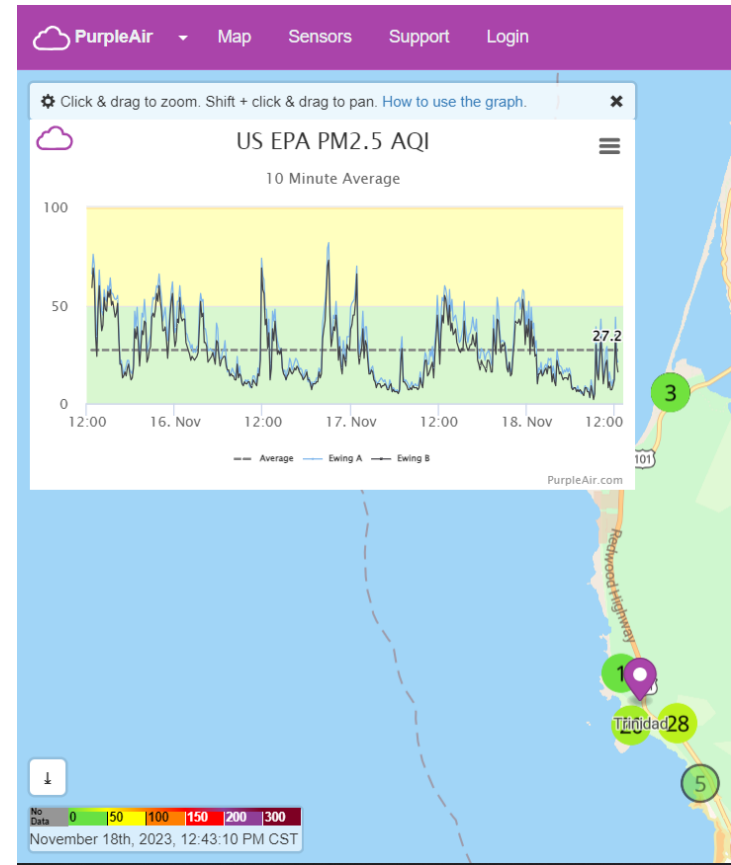 PurpleAir Map Sensors Support Login
Click & drag to zoom. Shift + click & drag to pan. How to use the graph.
US EPA PM2.5 AQI
10 Minute Average
100
50
27.2
0
12:00 16. Nov 12:00 17. Nov 12:00 18. Nov 12:00
Average Ewing A Ewing B
PurpleAir.com
3
101
Redwood Highway
Trinidad
28
5
No Data 0 50 100 150 200 300
November 18th, 2023, 12:43:10 PM CST